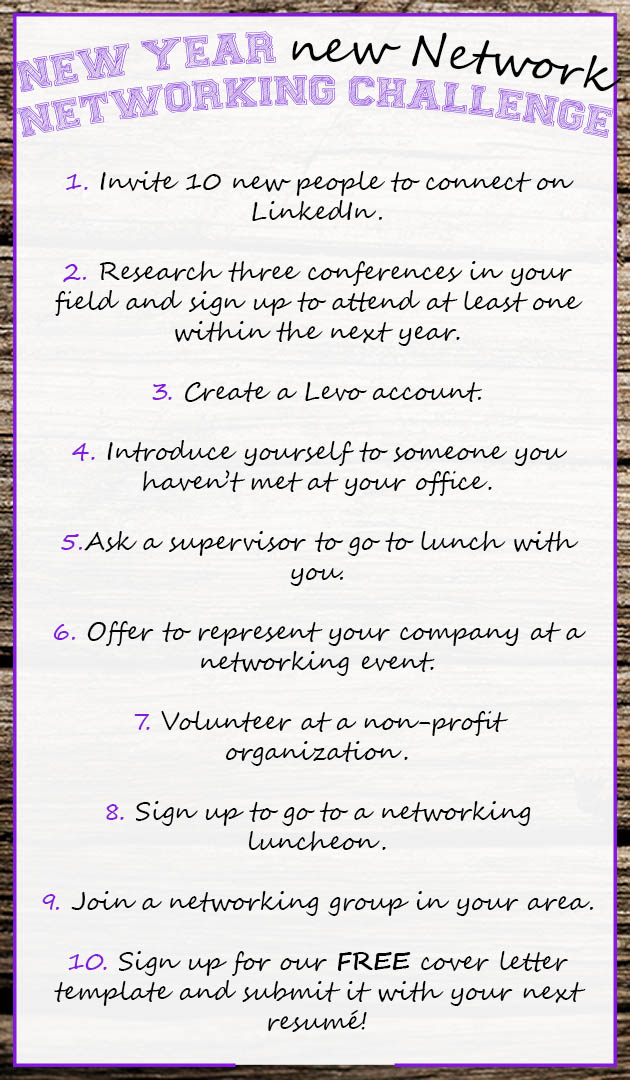 NEW YEAR new Network
NETWORKING CHALLENGE
1. Invite 10 new people to connect on
LinkedIn.
2. Research three conferences in your
field and sign up to attend at least one
within the next year.
3. Create a Levo account.
4. Introduce yourself to someone you
haven't met at your office.
5.Ask a supervisor to go to lunch with
you.
6. Offer to represent your company at a
networking event.
7. Volunteer at a non-profit
organization.
8. Sign up to go to a networking
luncheon.
9. Join a networking group in your area.
10. Sign up for our FREE cover letter
template and submit it with your next
resumé!